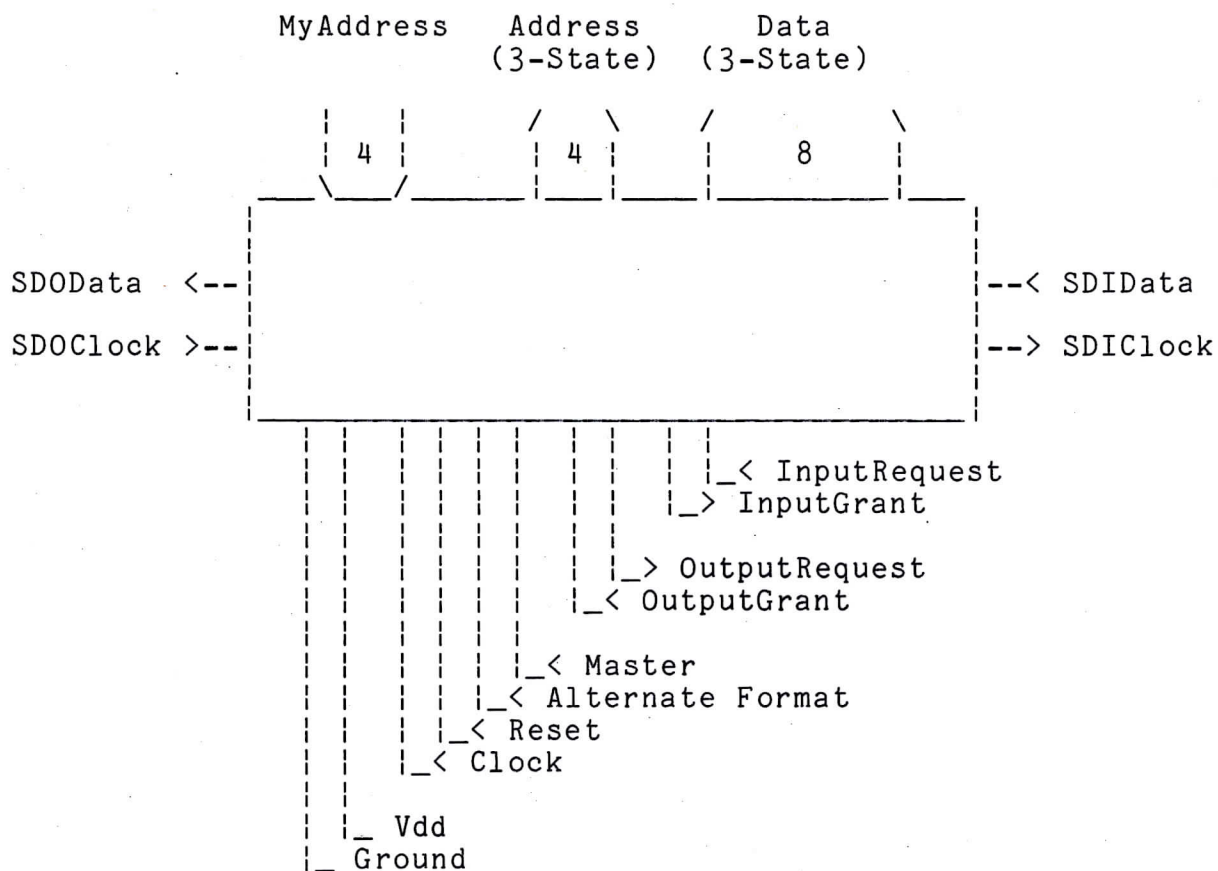 MyAddress Address Data
(3-State) (3-State)
4 4 8
SDOData <-- --< SDIData
SDOClock >-- --> SDIClock
_< InputRequest
_> InputGrant
_> OutputRequest
_< OutputGrant
_< Master
_< Alternate Format
_< Reset
_< Clock
_ Vdd
_ Ground